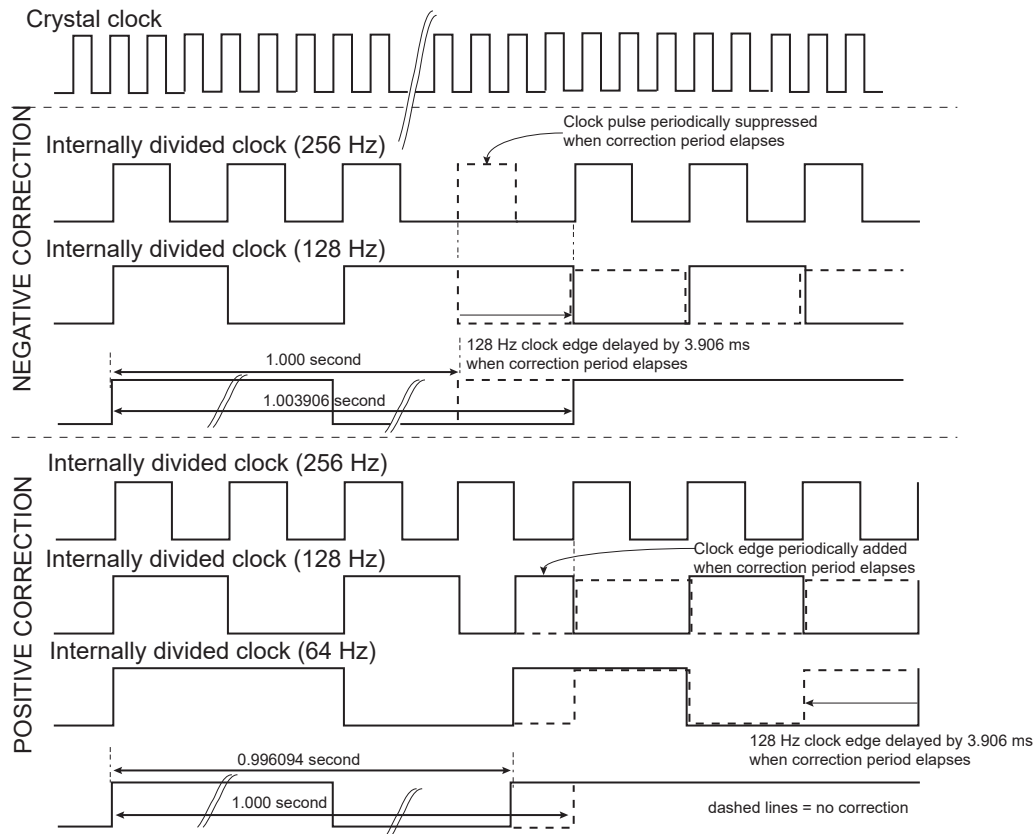 Crystal clock
NEGATIVE CORRECTION
Clock pulse periodically suppressed
when correction period elapses
Internally divided clock (256 Hz)
Internally divided clock (128 Hz)
128 Hz clock edge delayed by 3.906 ms
when correction period elapses
1.000 second
1.003906 second
POSITIVE CORRECTION
Internally divided clock (256 Hz)
Internally divided clock (128 Hz)
Clock edge periodically added
when correction period elapses
Internally divided clock (64 Hz)
128 Hz clock edge delayed by 3.906 ms
when correction period elapses
0.996094 second
1.000 second
dashed lines = no correction